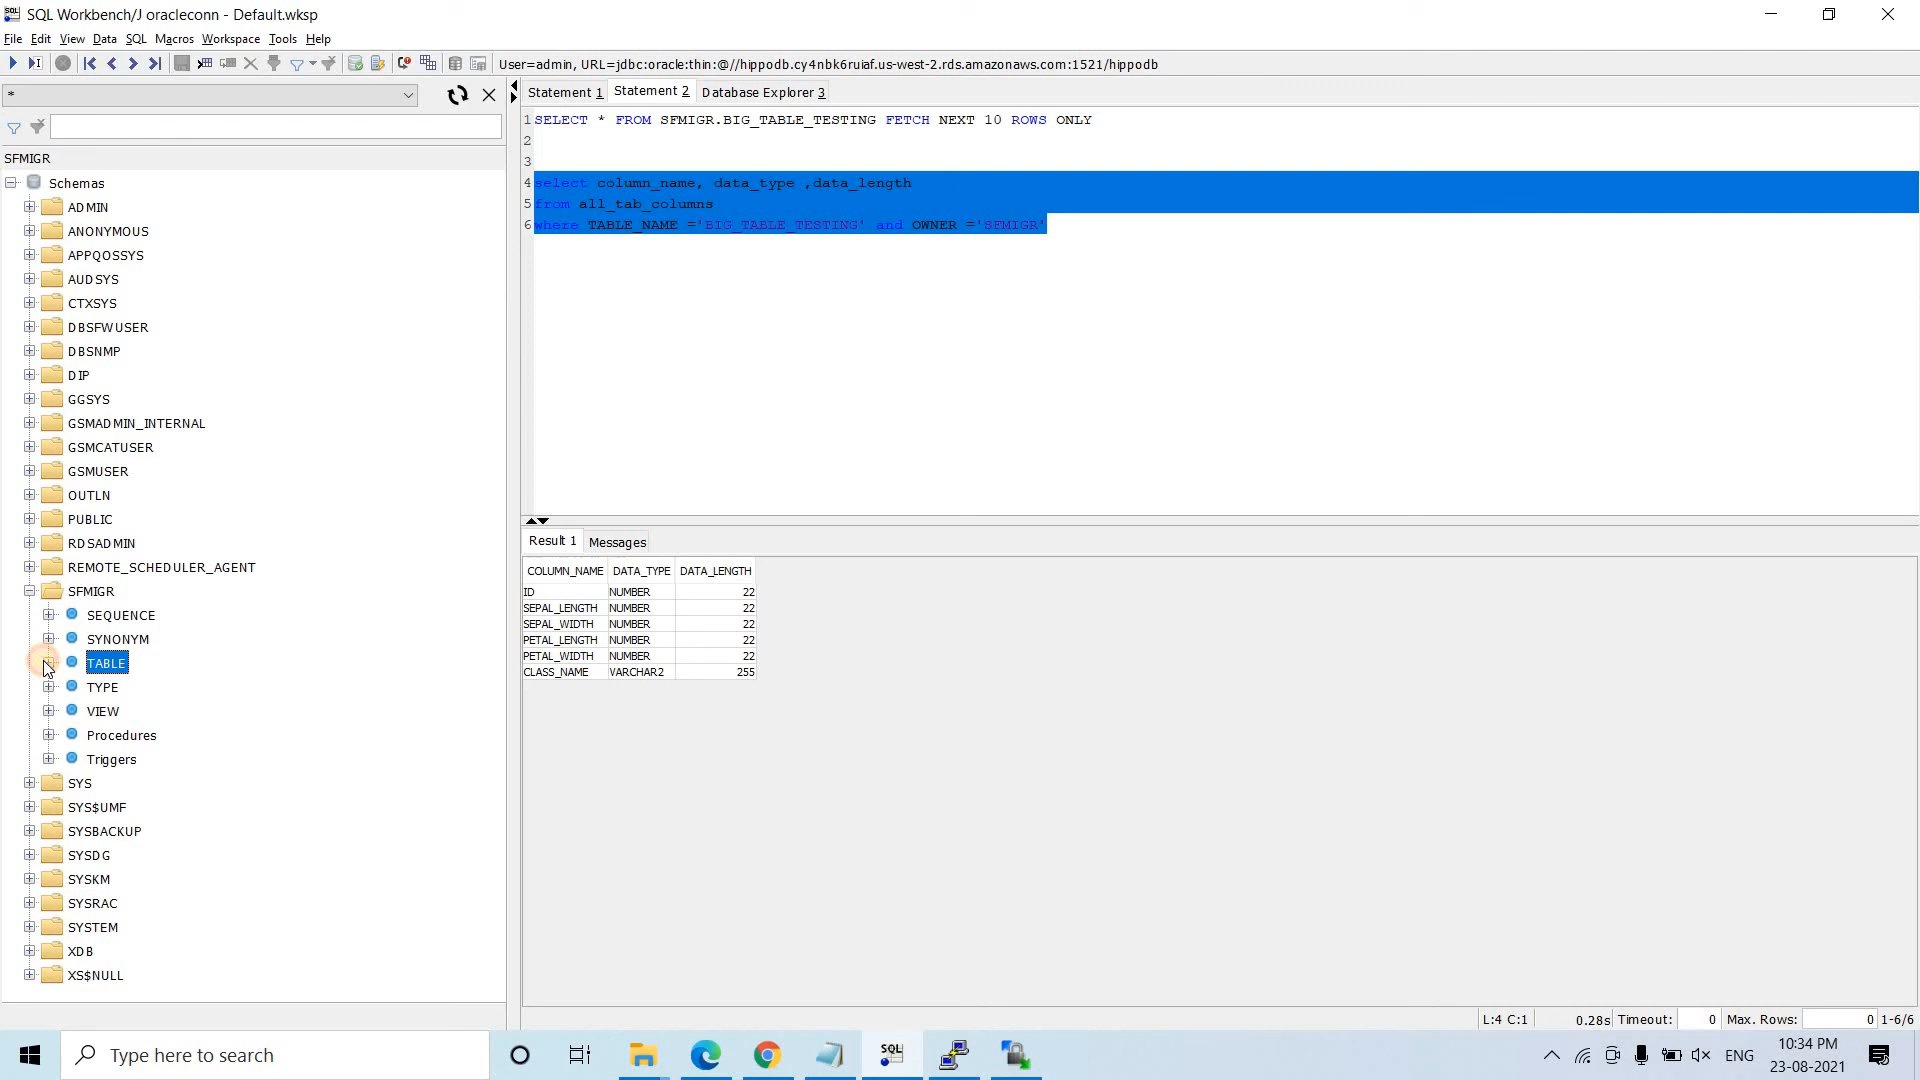 SQL Workbench/J oracleconn - Default.wksp
File Edit View Data SQL Macros Workspace Tools Help
User=admin, URL=jdbc:oracle:thin:@//hippodb.cy4nbk6ruiaf.us-west-2.rds.amazonaws.com:1521/hippodb
*
SFMIGR
Schemas
ADMIN
ANONYMOUS
APPQOSSYS
AUDSYS
CTXSYS
DBSFWUSER
DBSNMP
DIP
GGSYS
GSMADMIN_INTERNAL
GSMCATUSER
GSMUSER
OUTLN
PUBLIC
RDSADMIN
REMOTE_SCHEDULER_AGENT
SFMIGR
SEQUENCE
SYNONYM
TABLE
TYPE
VIEW
Procedures
Triggers
SYS
SYS$UMF
SYSBACKUP
SYSDG
SYSKM
SYSRAC
SYSTEM
XDB
XS$NULL
Statement 1 Statement 2 Database Explorer 3
1 SELECT * FROM SFMIGR.BIG_TABLE_TESTING FETCH NEXT 10 ROWS ONLY
2
3
4 select column_name, data_type ,data_length
5 from all_tab_columns
6 where TABLE_NAME ='BIG_TABLE_TESTING' and OWNER ='SFMIGR'
Result 1 Messages
COLUMN_NAME DATA_TYPE DATA_LENGTH
ID NUMBER 22
SEPAL_LENGTH NUMBER 22
SEPAL_WIDTH NUMBER 22
PETAL_LENGTH NUMBER 22
PETAL_WIDTH NUMBER 22
CLASS_NAME VARCHAR2 255
L:4 C:1 0.28s Timeout: 0 Max. Rows: 0 1-6/6
Type here to search
SQL
ENG
10:34 PM
23-08-2021